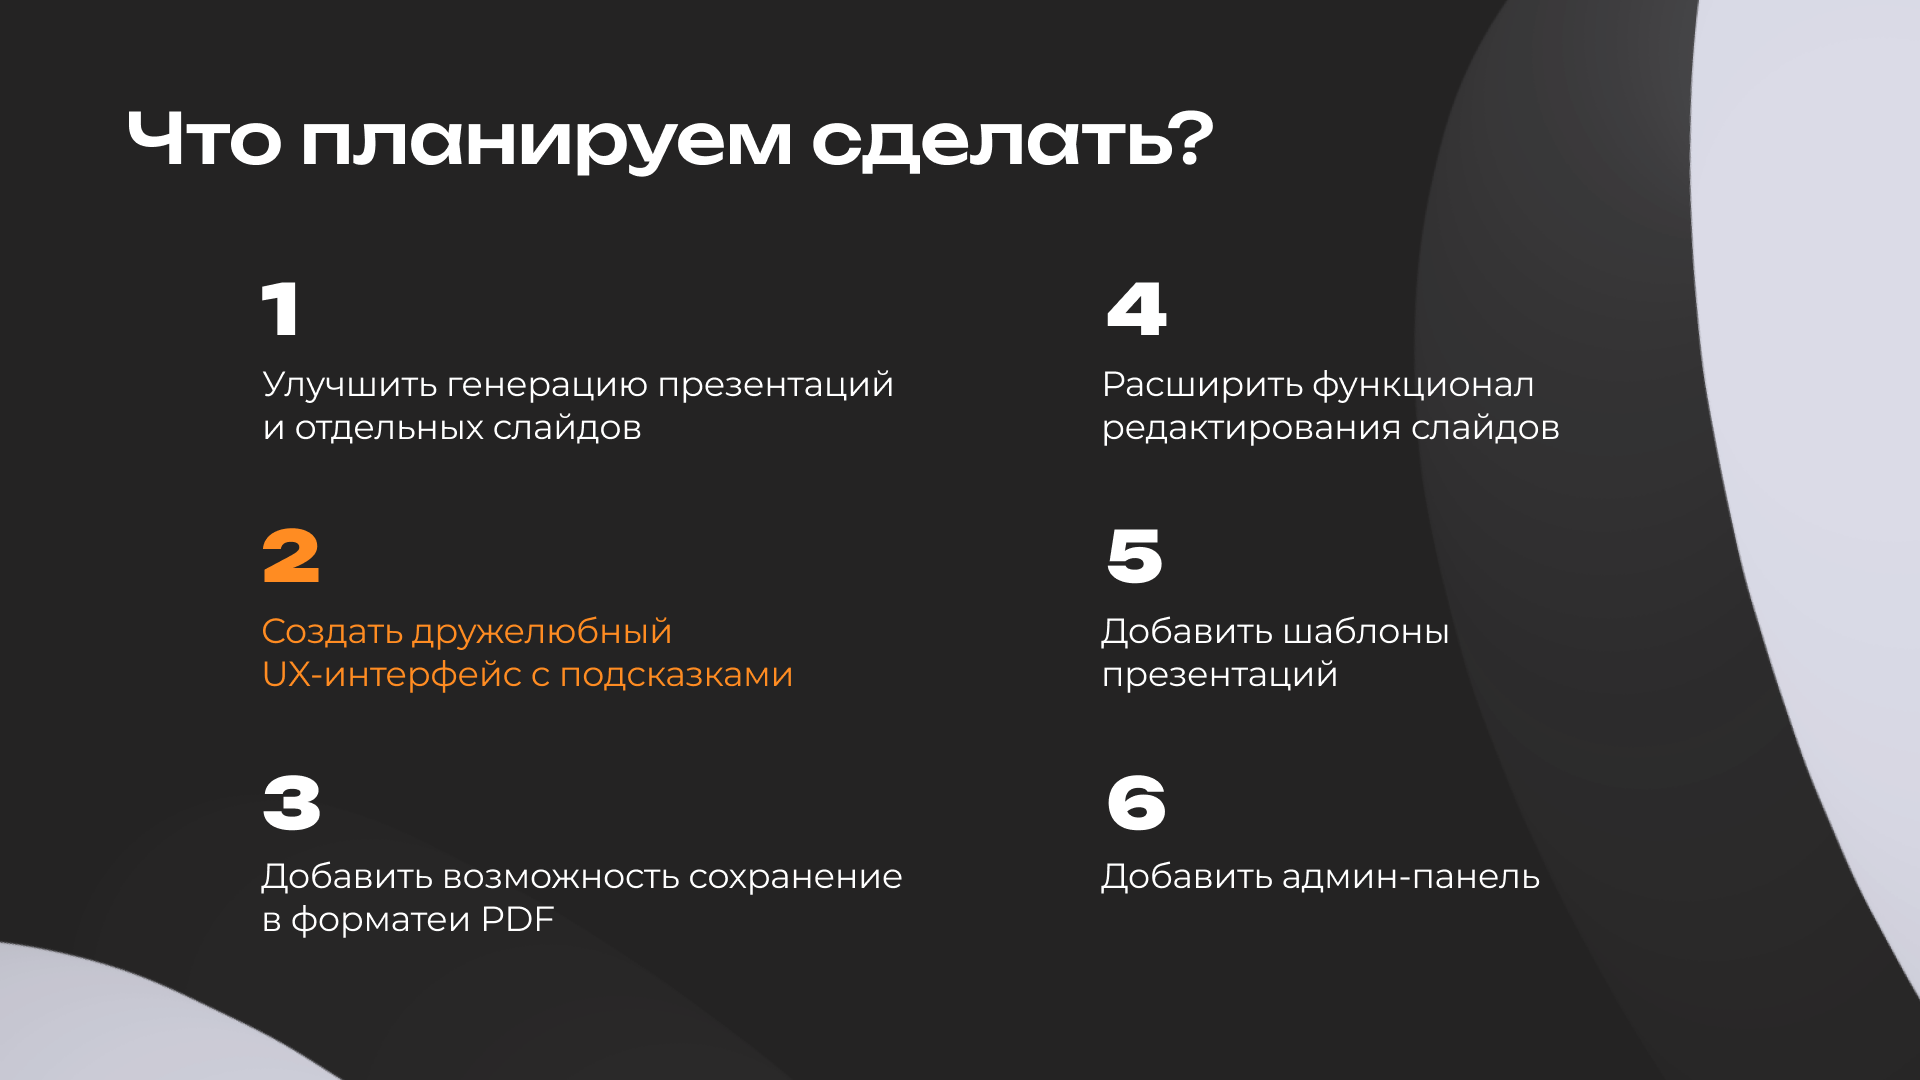 Что планируем сделать?
1
Улучшить генерацию презентаций
и отдельных слайдов
2
Создать дружелюбный
UX-интерфейс с подсказками
3
Добавить возможность сохранение
в форматеи PDF
4
Расширить функционал
редактирования слайдов
5
Добавить шаблоны
презентаций
6
Добавить админ-панель